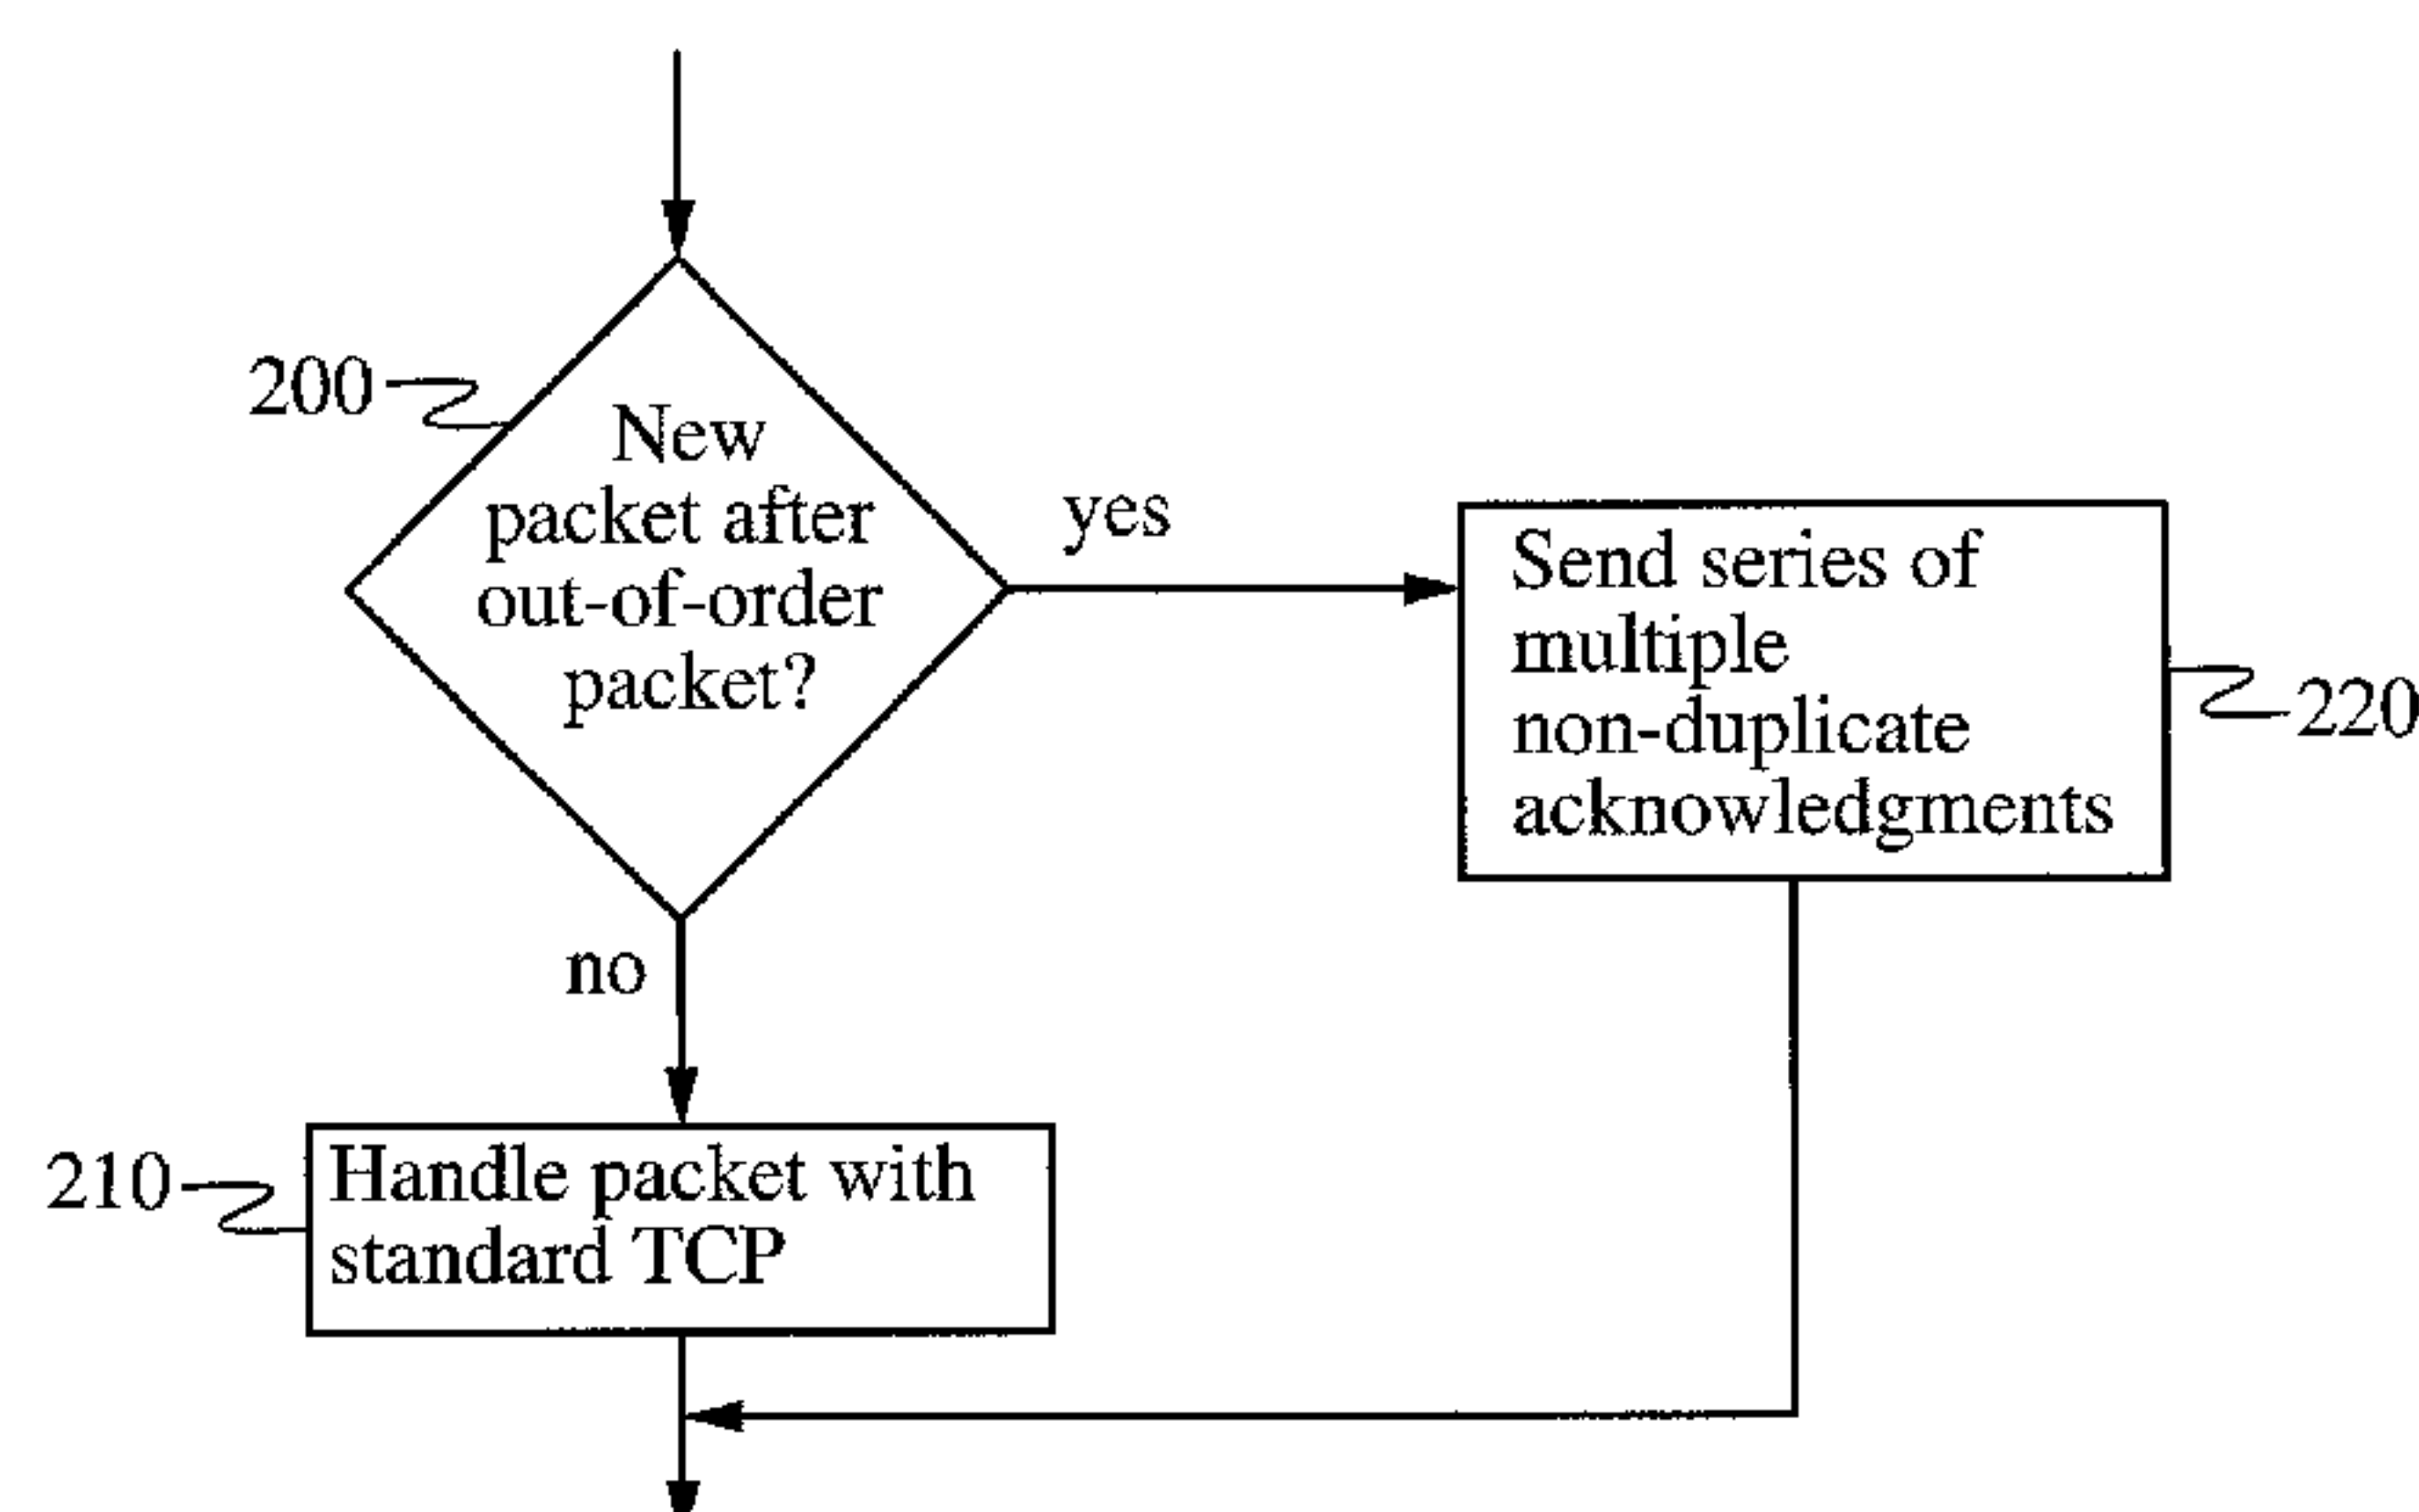 200
New
packet after
out-of-order
packet?
yes
Send series of
multiple
non-duplicate
acknowledgments
220
no
210
Handle packet with
standard TCP